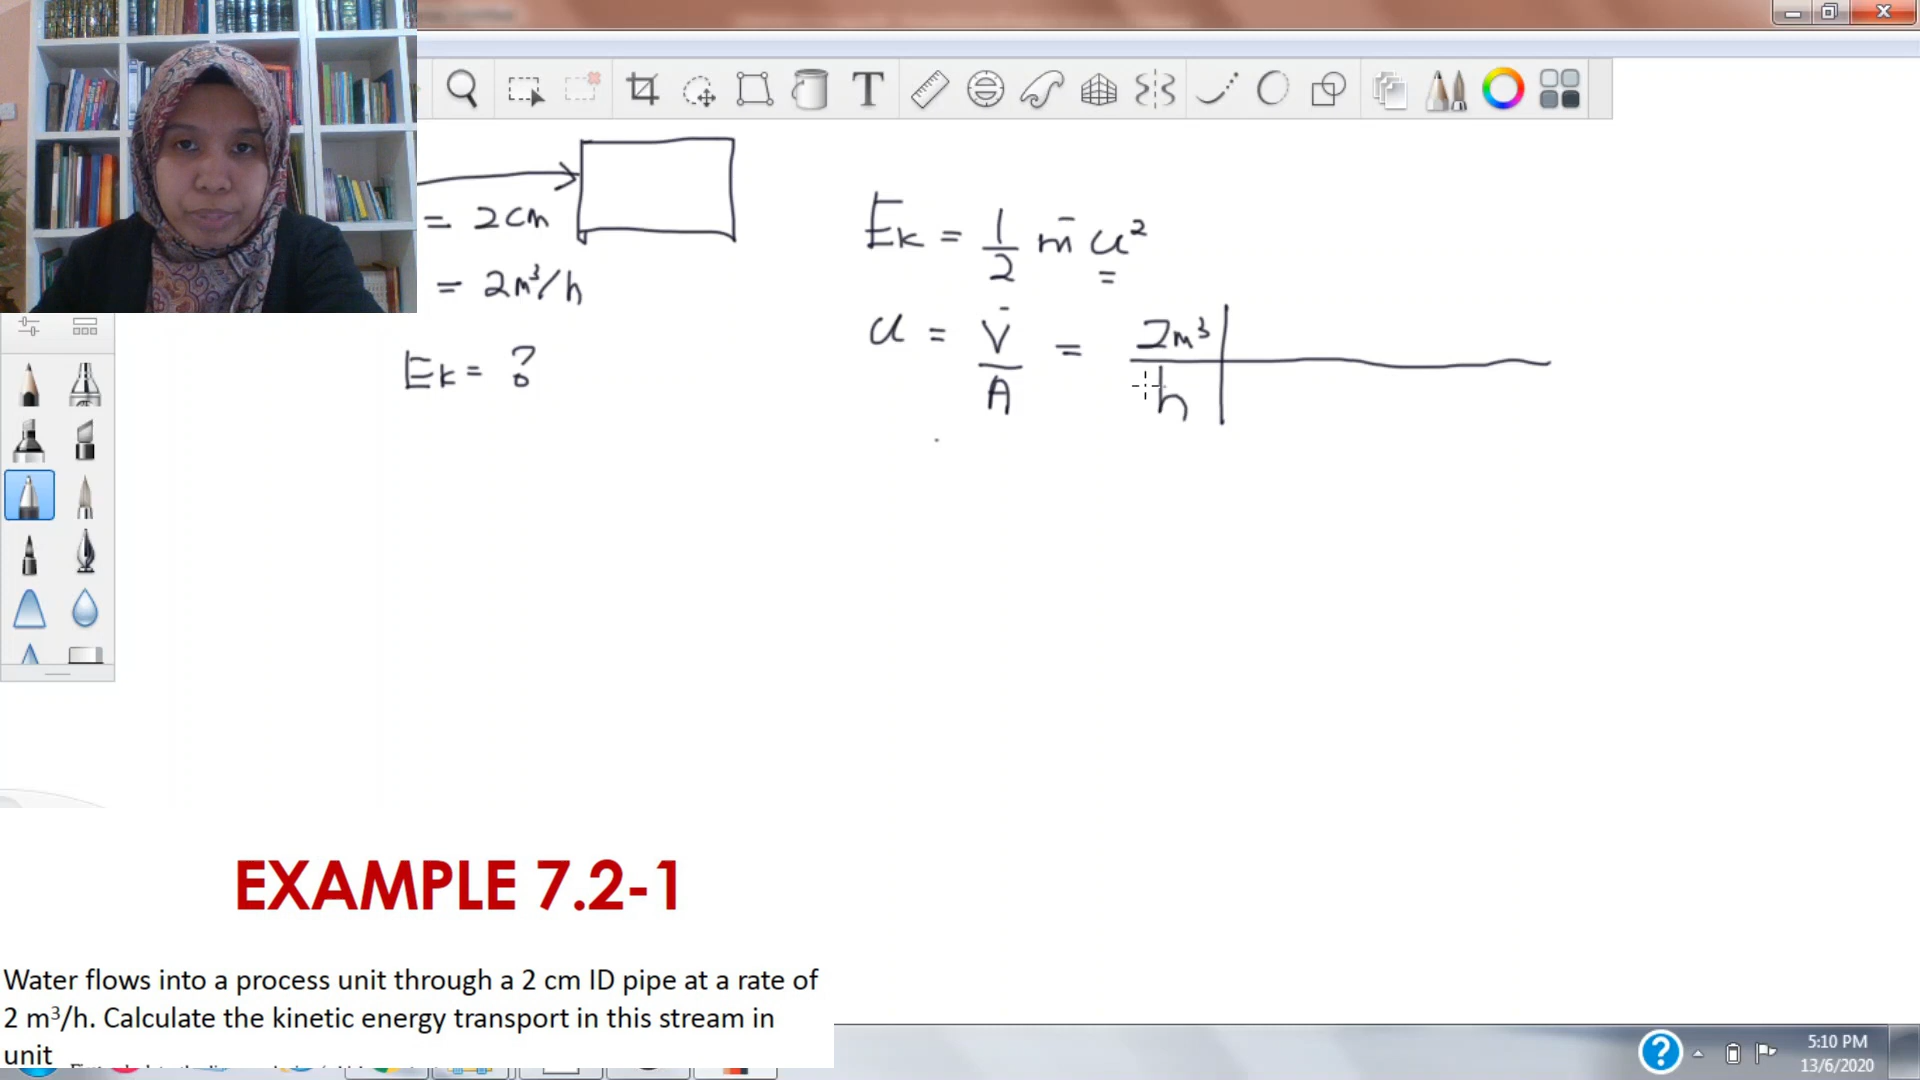 = 2cm
= 2m³/h
Ek = ?
Ek = 1/2 ṁ u²
=
u = V̇/A = 2m³/h
T
EXAMPLE 7.2-1
Water flows into a process unit through a 2 cm ID pipe at a rate of
2 m³/h. Calculate the kinetic energy transport in this stream in
unit
5:10 PM
13/6/2020